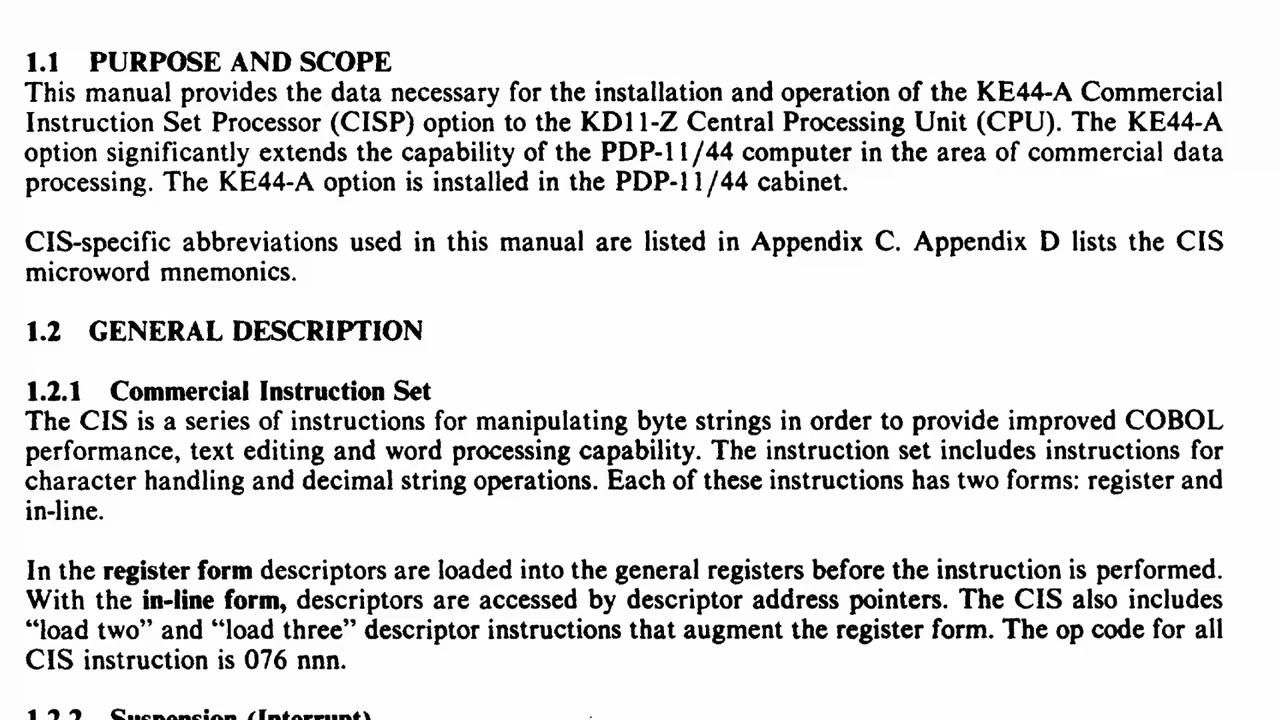 1.1 PURPOSE AND SCOPE
This manual provides the data necessary for the installation and operation of the KE44-A Commercial
Instruction Set Processor (CISP) option to the KD11-Z Central Processing Unit (CPU). The KE44-A
option significantly extends the capability of the PDP-11/44 computer in the area of commercial data
processing. The KE44-A option is installed in the PDP-11/44 cabinet.
CIS-specific abbreviations used in this manual are listed in Appendix C. Appendix D lists the CIS
microword mnemonics.
1.2 GENERAL DESCRIPTION
1.2.1 Commercial Instruction Set
The CIS is a series of instructions for manipulating byte strings in order to provide improved COBOL
performance, text editing and word processing capability. The instruction set includes instructions for
character handling and decimal string operations. Each of these instructions has two forms: register and
in-line.
In the register form descriptors are loaded into the general registers before the instruction is performed.
With the in-line form, descriptors are accessed by descriptor address pointers. The CIS also includes
“load two” and “load three” descriptor instructions that augment the register form. The op code for all
CIS instruction is 076 nnn.
1.2.2 Suspension (Interrupt)